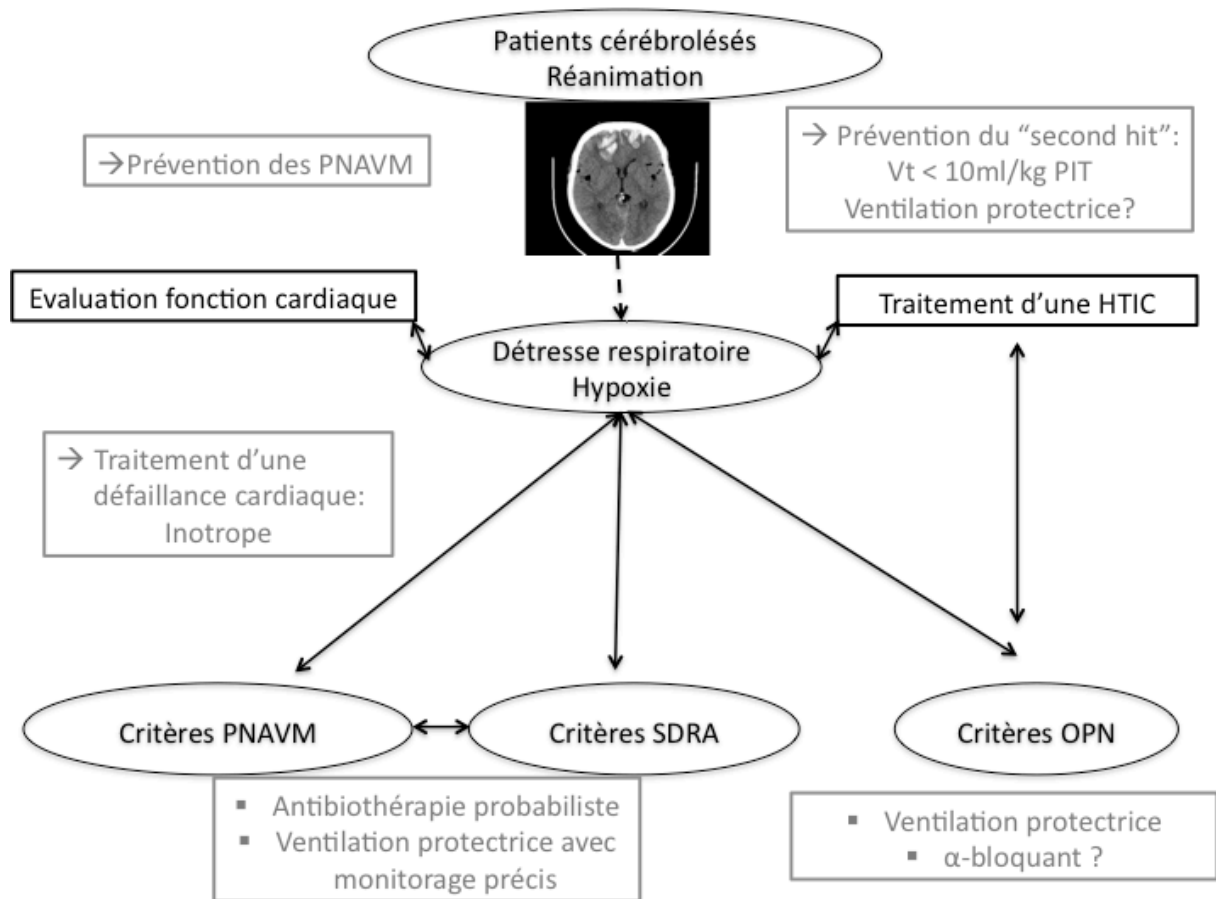 Patients cérébrolésés
Réanimation
→Prévention des PNAVM
→ Prévention du “second hit”:
Vt < 10ml/kg PIT
Ventilation protectrice?
Evaluation fonction cardiaque
Traitement d’une HTIC
Détresse respiratoire
Hypoxie
→ Traitement d’une
défaillance cardiaque:
Inotrope
Critères PNAVM
Critères SDRA
Critères OPN
▪ Antibiothérapie probabiliste
▪ Ventilation protectrice avec
monitorage précis
▪ Ventilation protectrice
▪ α-bloquant ?